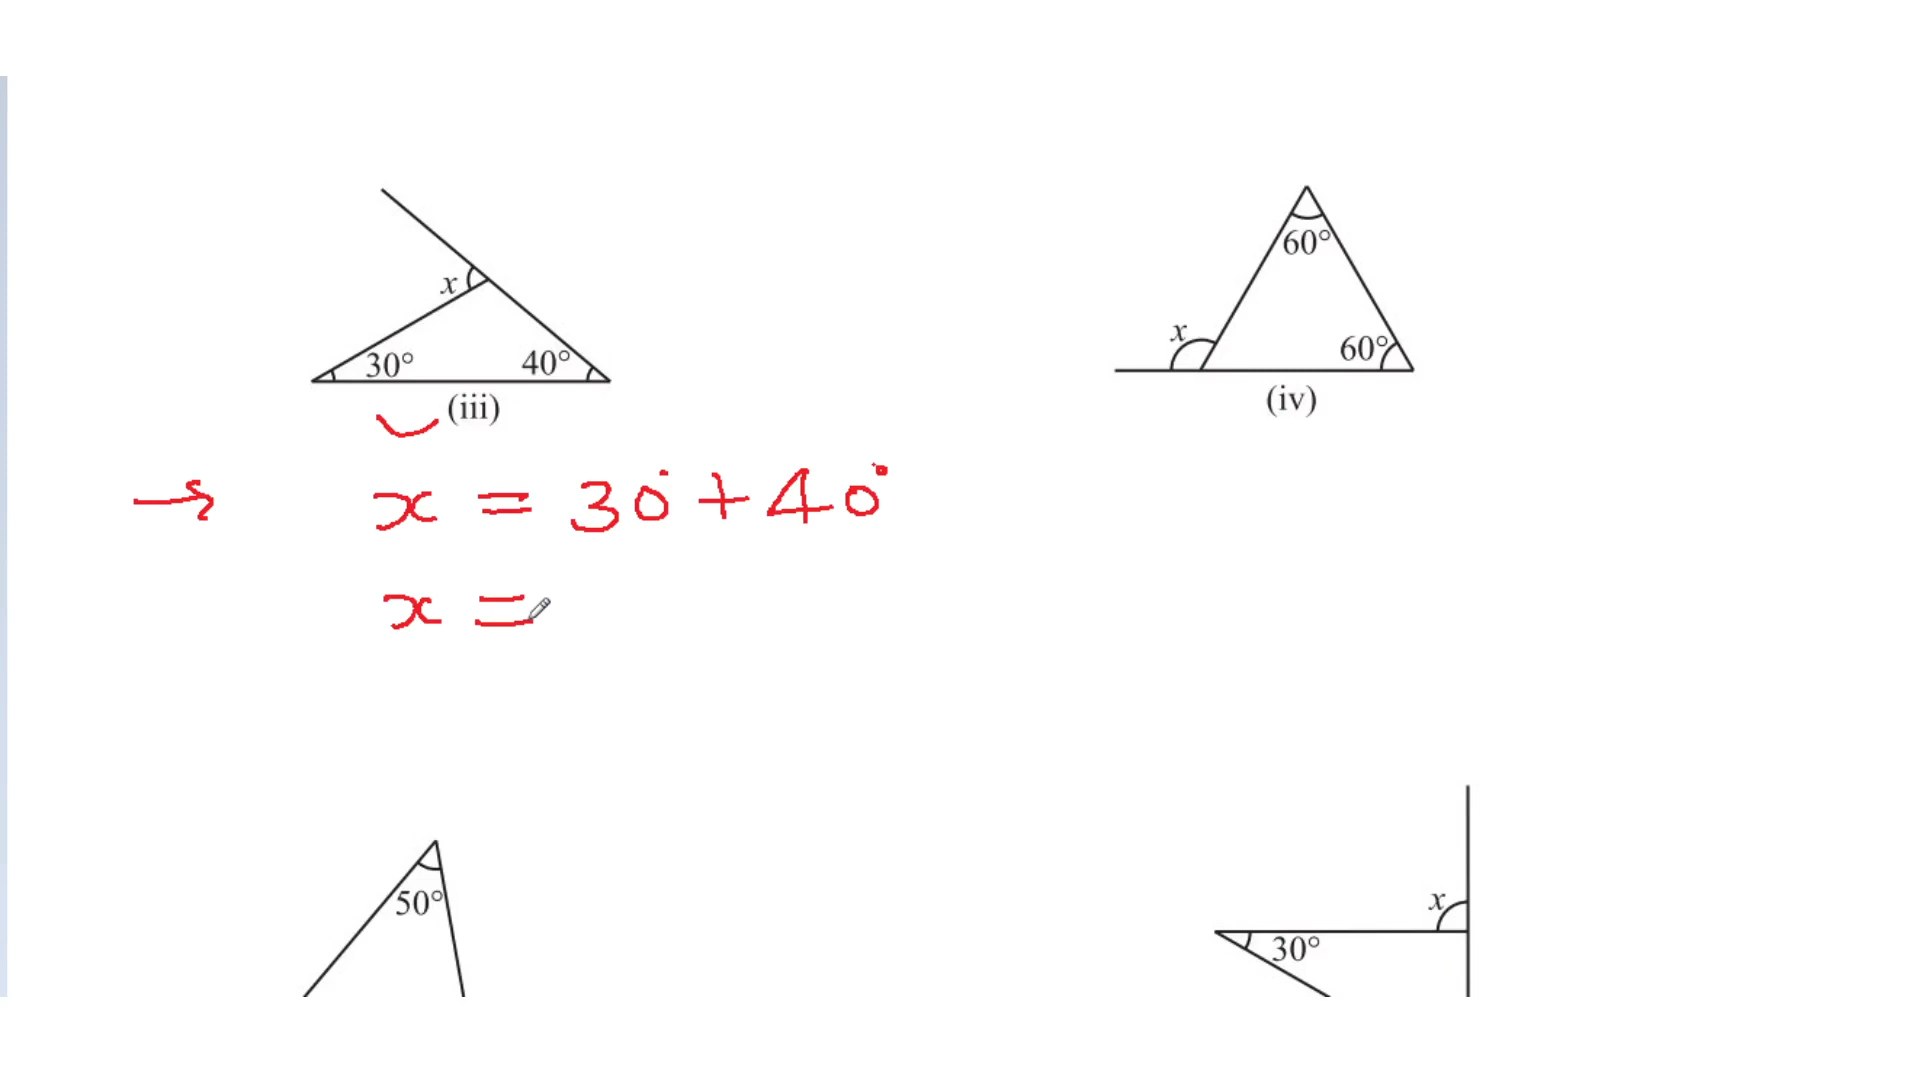 x
30° 40°
(iii)
x = 30° + 40°
x =
60°
x
60°
(iv)
50°
x
30°